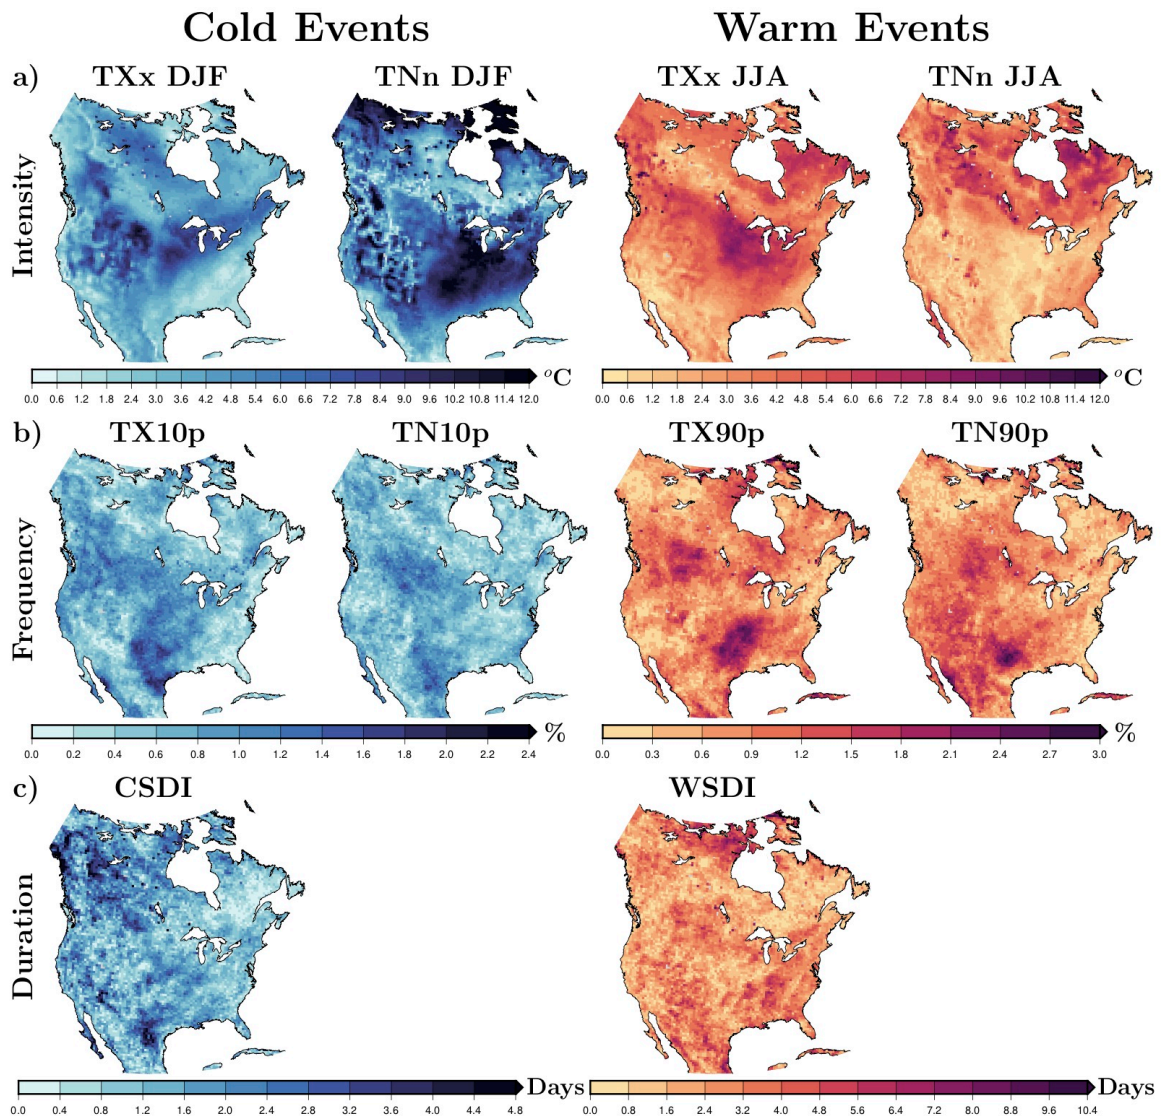 Cold Events Warm Events
a) TXx DJF TNn DJF TXx JJA TNn JJA
Intensity
0.0 0.6 1.2 1.8 2.4 3.0 3.6 4.2 4.8 5.4 6.0 6.6 7.2 7.8 8.4 9.0 9.6 10.2 10.8 11.4 12.0 °C
0.0 0.6 1.2 1.8 2.4 3.0 3.6 4.2 4.8 5.4 6.0 6.6 7.2 7.8 8.4 9.0 9.6 10.2 10.8 11.4 12.0 °C
b) TX10p TN10p TX90p TN90p
Frequency
0.0 0.2 0.4 0.6 0.8 1.0 1.2 1.4 1.6 1.8 2.0 2.2 2.4 %
0.0 0.3 0.6 0.9 1.2 1.5 1.8 2.1 2.4 2.7 3.0 %
c) CSDI WSDI
Duration
0.0 0.4 0.8 1.2 1.6 2.0 2.4 2.8 3.2 3.6 4.0 4.4 4.8 Days
0.0 0.8 1.6 2.4 3.2 4.0 4.8 5.6 6.4 7.2 8.0 8.8 9.6 10.4 Days